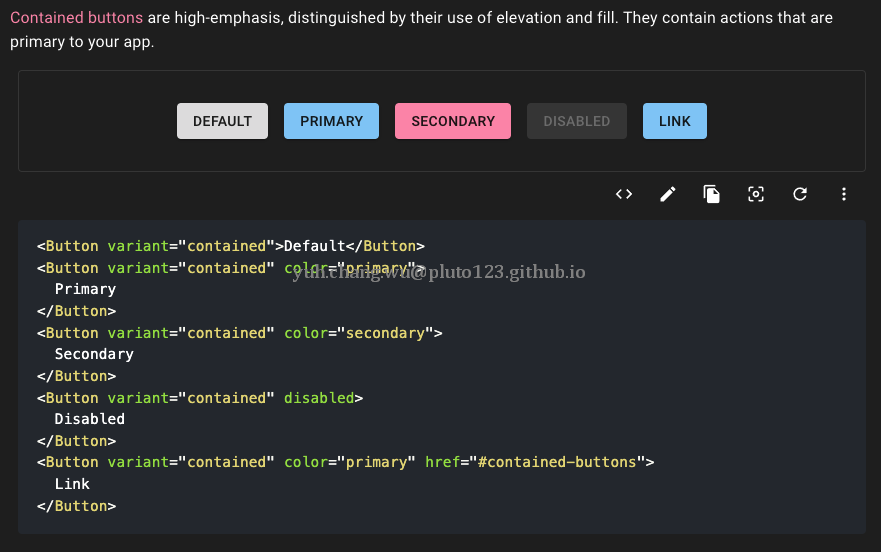 Contained buttons are high-emphasis, distinguished by their use of elevation and fill. They contain actions that are
primary to your app.
DEFAULT PRIMARY SECONDARY DISABLED LINK
<Button variant="contained">Default</Button>
<Button variant="contained" color="primary">
yuh.chang.wu@pluto123.github.io
Primary
</Button>
<Button variant="contained" color="secondary">
Secondary
</Button>
<Button variant="contained" disabled>
Disabled
</Button>
<Button variant="contained" color="primary" href="#contained-buttons">
Link
</Button>